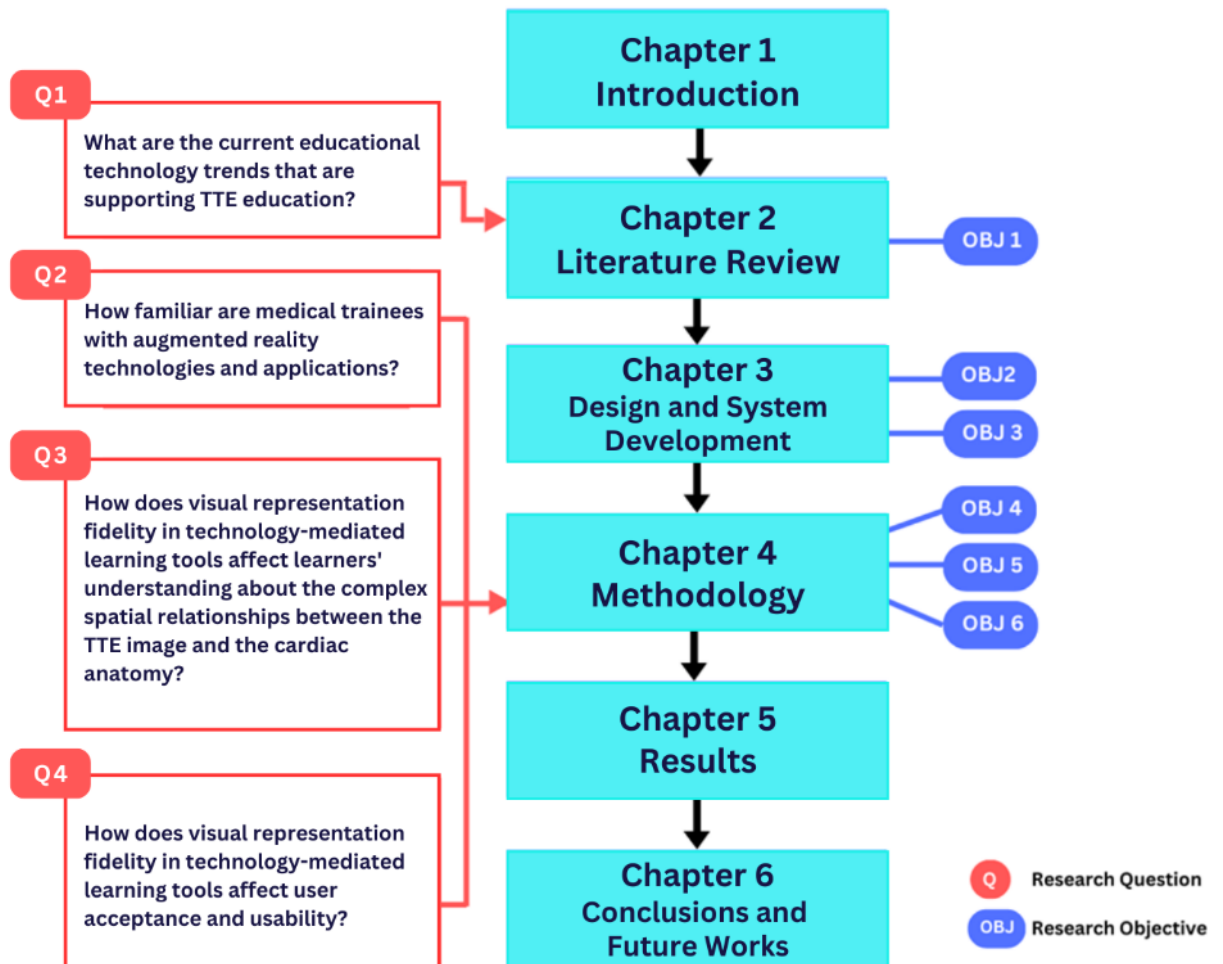 Chapter 1
Introduction
Q1
What are the current educational
technology trends that are
supporting TTE education?
Chapter 2
Literature Review
OBJ 1
Q2
How familiar are medical trainees
with augmented reality
technologies and applications?
Chapter 3
Design and System
Development
OBJ2
OBJ 3
Q3
How does visual representation
fidelity in technology-mediated
learning tools affect learners'
understanding about the complex
spatial relationships between the
TTE image and the cardiac
anatomy?
Chapter 4
Methodology
OBJ 4
OBJ 5
OBJ 6
Chapter 5
Results
Q4
How does visual representation
fidelity in technology-mediated
learning tools affect user
acceptance and usability?
Chapter 6
Conclusions and
Future Works
Q Research Question
OBJ Research Objective